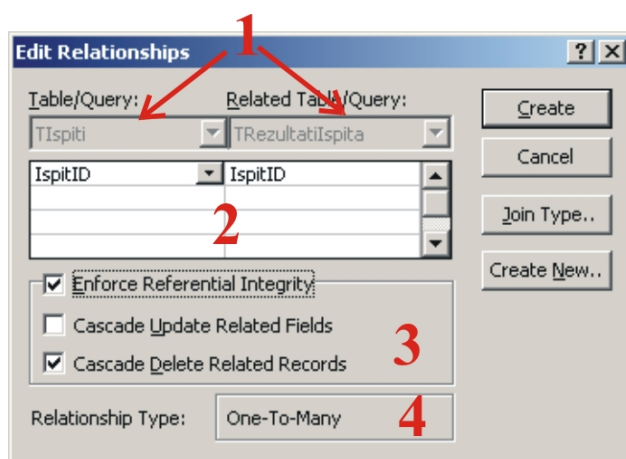 1
Edit Relationships
Table/Query: Related Table/Query:
TIspiti TRezultatiIspita
IspitID IspitID
2
Enforce Referential Integrity
Cascade Update Related Fields
Cascade Delete Related Records
3
Relationship Type: One-To-Many
4
Create
Cancel
Join Type..
Create New..